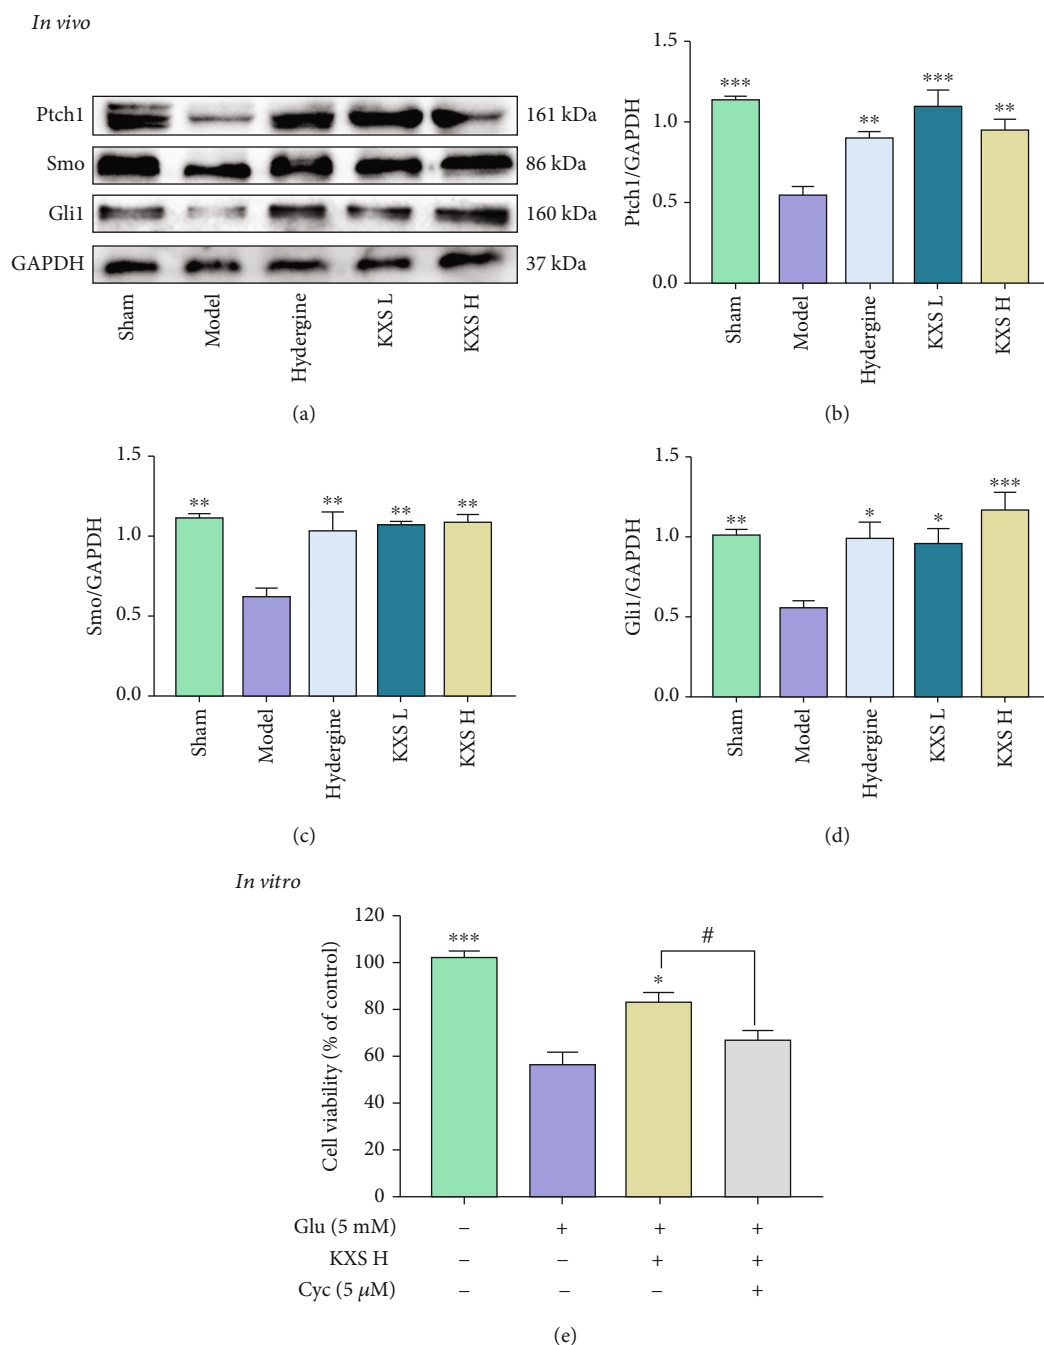 In vivo
Ptch1 161 kDa
Smo 86 kDa
Gli1 160 kDa
GAPDH 37 kDa
Sham Model Hydergine KXS L KXS H
(a)
Ptch1/GAPDH
1.5
1.0
0.5
0.0
*** ** *** **
Sham Model Hydergine KXS L KXS H
(b)
Smo/GAPDH
1.5
1.0
0.5
0.0
** ** ** **
Sham Model Hydergine KXS L KXS H
(c)
Gli1/GAPDH
1.5
1.0
0.5
0.0
** * * ***
Sham Model Hydergine KXS L KXS H
(d)
In vitro
Cell viability (% of control)
120
100
80
60
40
20
0
*** * #
Glu (5 mM) – + + +
KXS H – – + +
Cyc (5 μM) – – – +
(e)